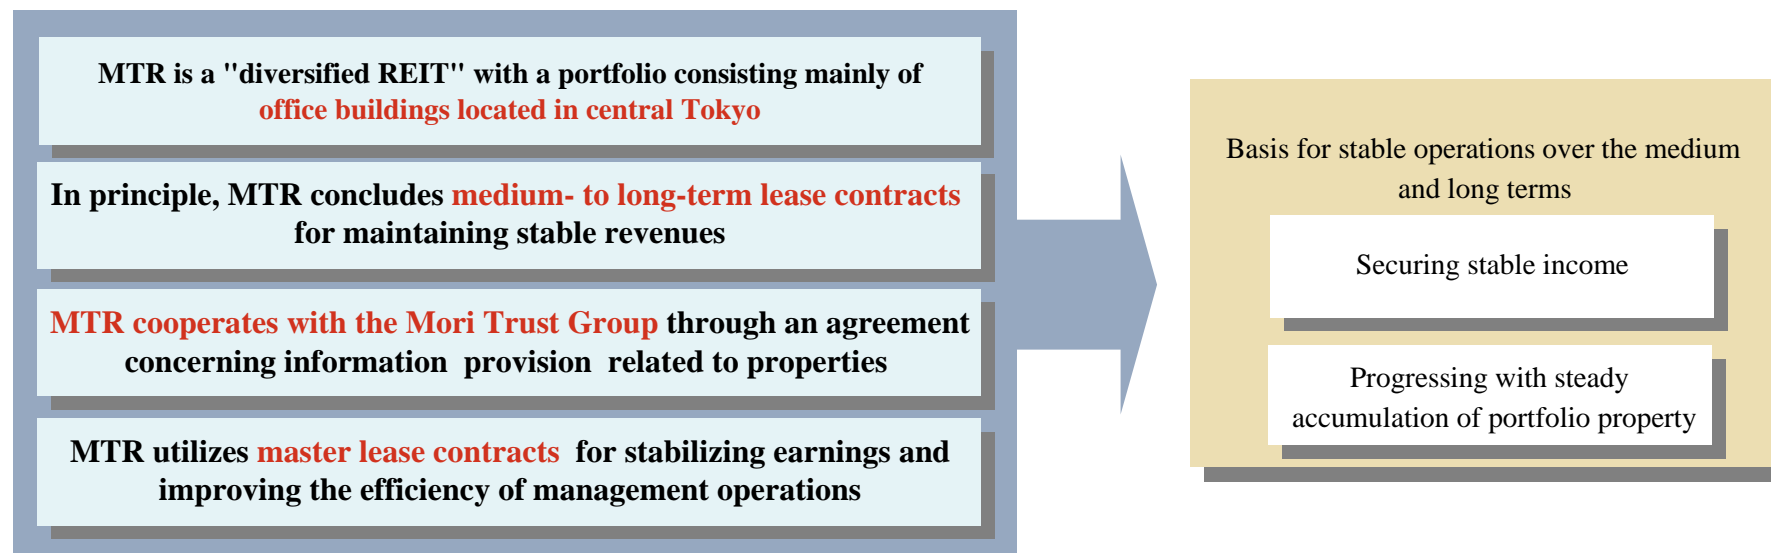 MTR is a "diversified REIT" with a portfolio consisting mainly of
office buildings located in central Tokyo
In principle, MTR concludes medium- to long-term lease contracts
for maintaining stable revenues
MTR cooperates with the Mori Trust Group through an agreement
concerning information provision related to properties
MTR utilizes master lease contracts for stabilizing earnings and
improving the efficiency of management operations
Basis for stable operations over the medium
and long terms
Securing stable income
Progressing with steady
accumulation of portfolio property